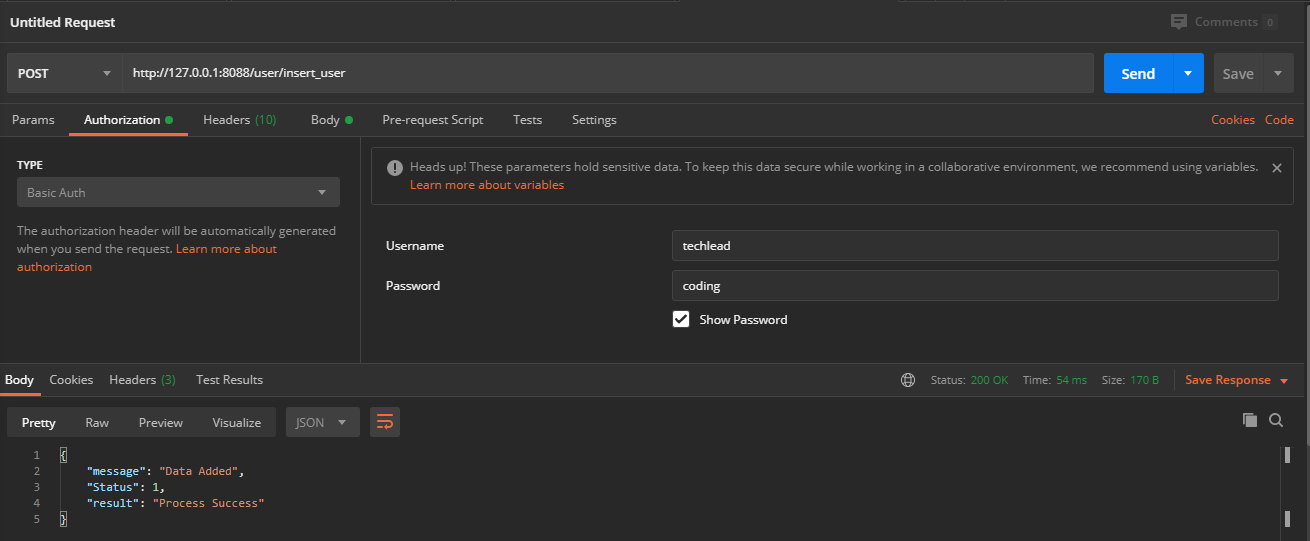 Untitled Request
Comments 0
POST http://127.0.0.1:8088/user/insert_user Send Save
Params Authorization Headers (10) Body Pre-request Script Tests Settings Cookies Code
TYPE
Basic Auth
The authorization header will be automatically generated
when you send the request. Learn more about
authorization
Heads up! These parameters hold sensitive data. To keep this data secure while working in a collaborative environment, we recommend using variables.
Learn more about variables
Username techlead
Password coding
Show Password
Body Cookies Headers (3) Test Results Status: 200 OK Time: 54 ms Size: 170 B Save Response
Pretty Raw Preview Visualize JSON
1 {
2 "message": "Data Added",
3 "Status": 1,
4 "result": "Process Success"
5 }